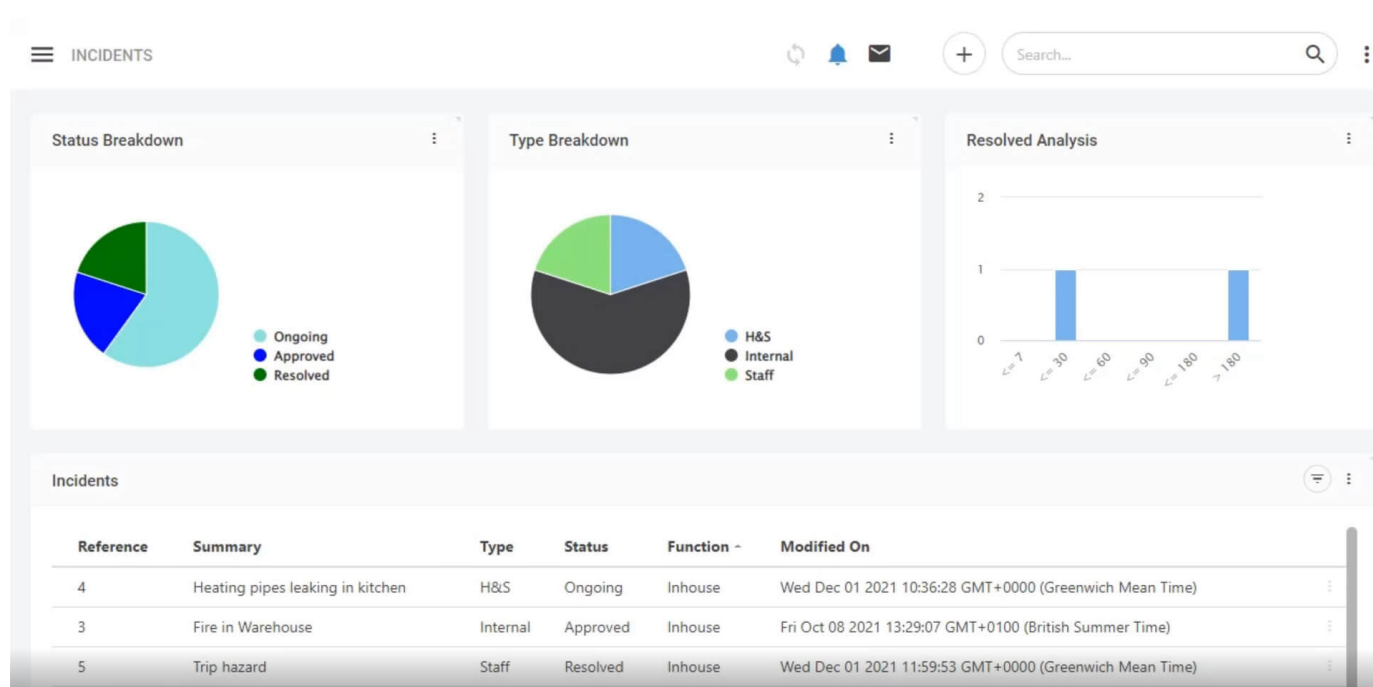 INCIDENTS
Search...
Status Breakdown
Ongoing
Approved
Resolved
Type Breakdown
H&S
Internal
Staff
Resolved Analysis
2
1
0
<= 7
<= 30
<= 60
<= 90
<= 180
> 180
Incidents
Reference Summary Type Status Function Modified On
4 Heating pipes leaking in kitchen H&S Ongoing Inhouse Wed Dec 01 2021 10:36:28 GMT+0000 (Greenwich Mean Time)
3 Fire in Warehouse Internal Approved Inhouse Fri Oct 08 2021 13:29:07 GMT+0100 (British Summer Time)
5 Trip hazard Staff Resolved Inhouse Wed Dec 01 2021 11:59:53 GMT+0000 (Greenwich Mean Time)